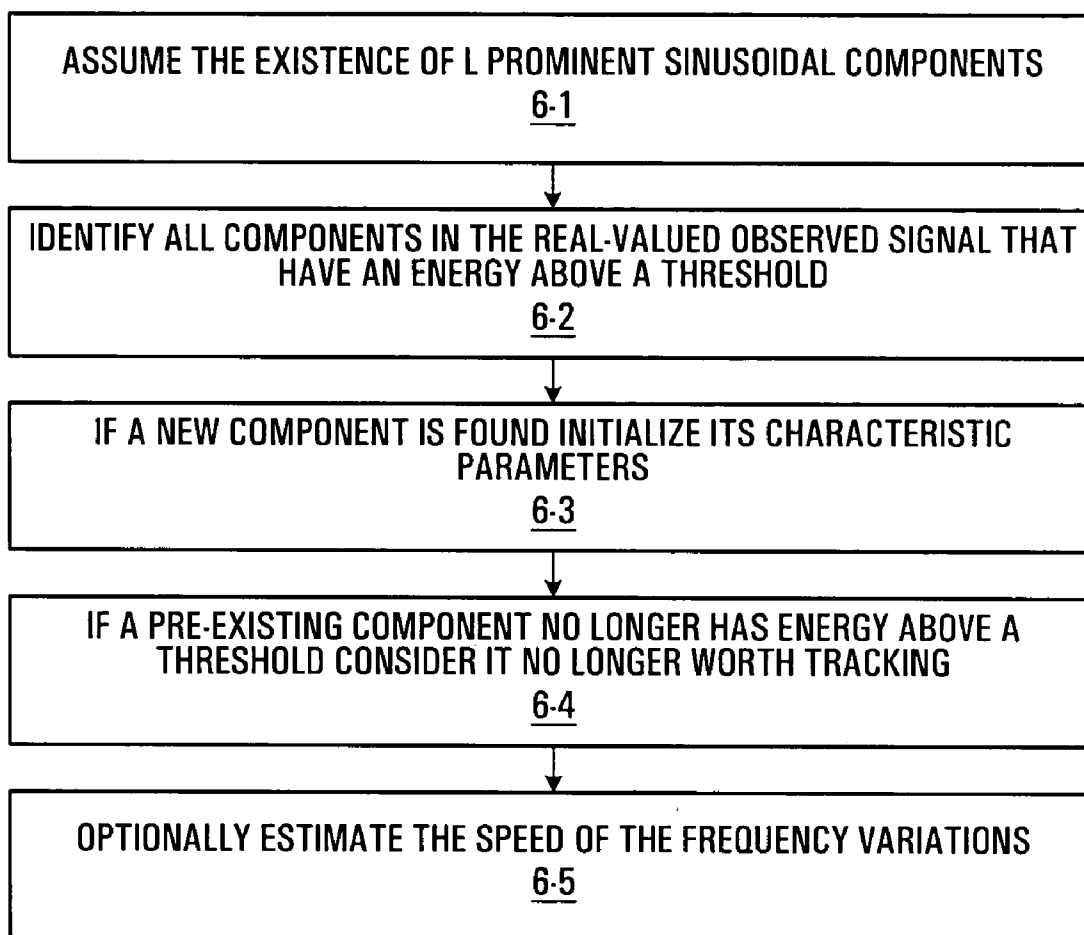 ASSUME THE EXISTENCE OF L PROMINENT SINUSOIDAL COMPONENTS
6-1
IDENTIFY ALL COMPONENTS IN THE REAL-VALUED OBSERVED SIGNAL THAT
HAVE AN ENERGY ABOVE A THRESHOLD
6-2
IF A NEW COMPONENT IS FOUND INITIALIZE ITS CHARACTERISTIC
PARAMETERS
6-3
IF A PRE-EXISTING COMPONENT NO LONGER HAS ENERGY ABOVE A
THRESHOLD CONSIDER IT NO LONGER WORTH TRACKING
6-4
OPTIONALLY ESTIMATE THE SPEED OF THE FREQUENCY VARIATIONS
6-5